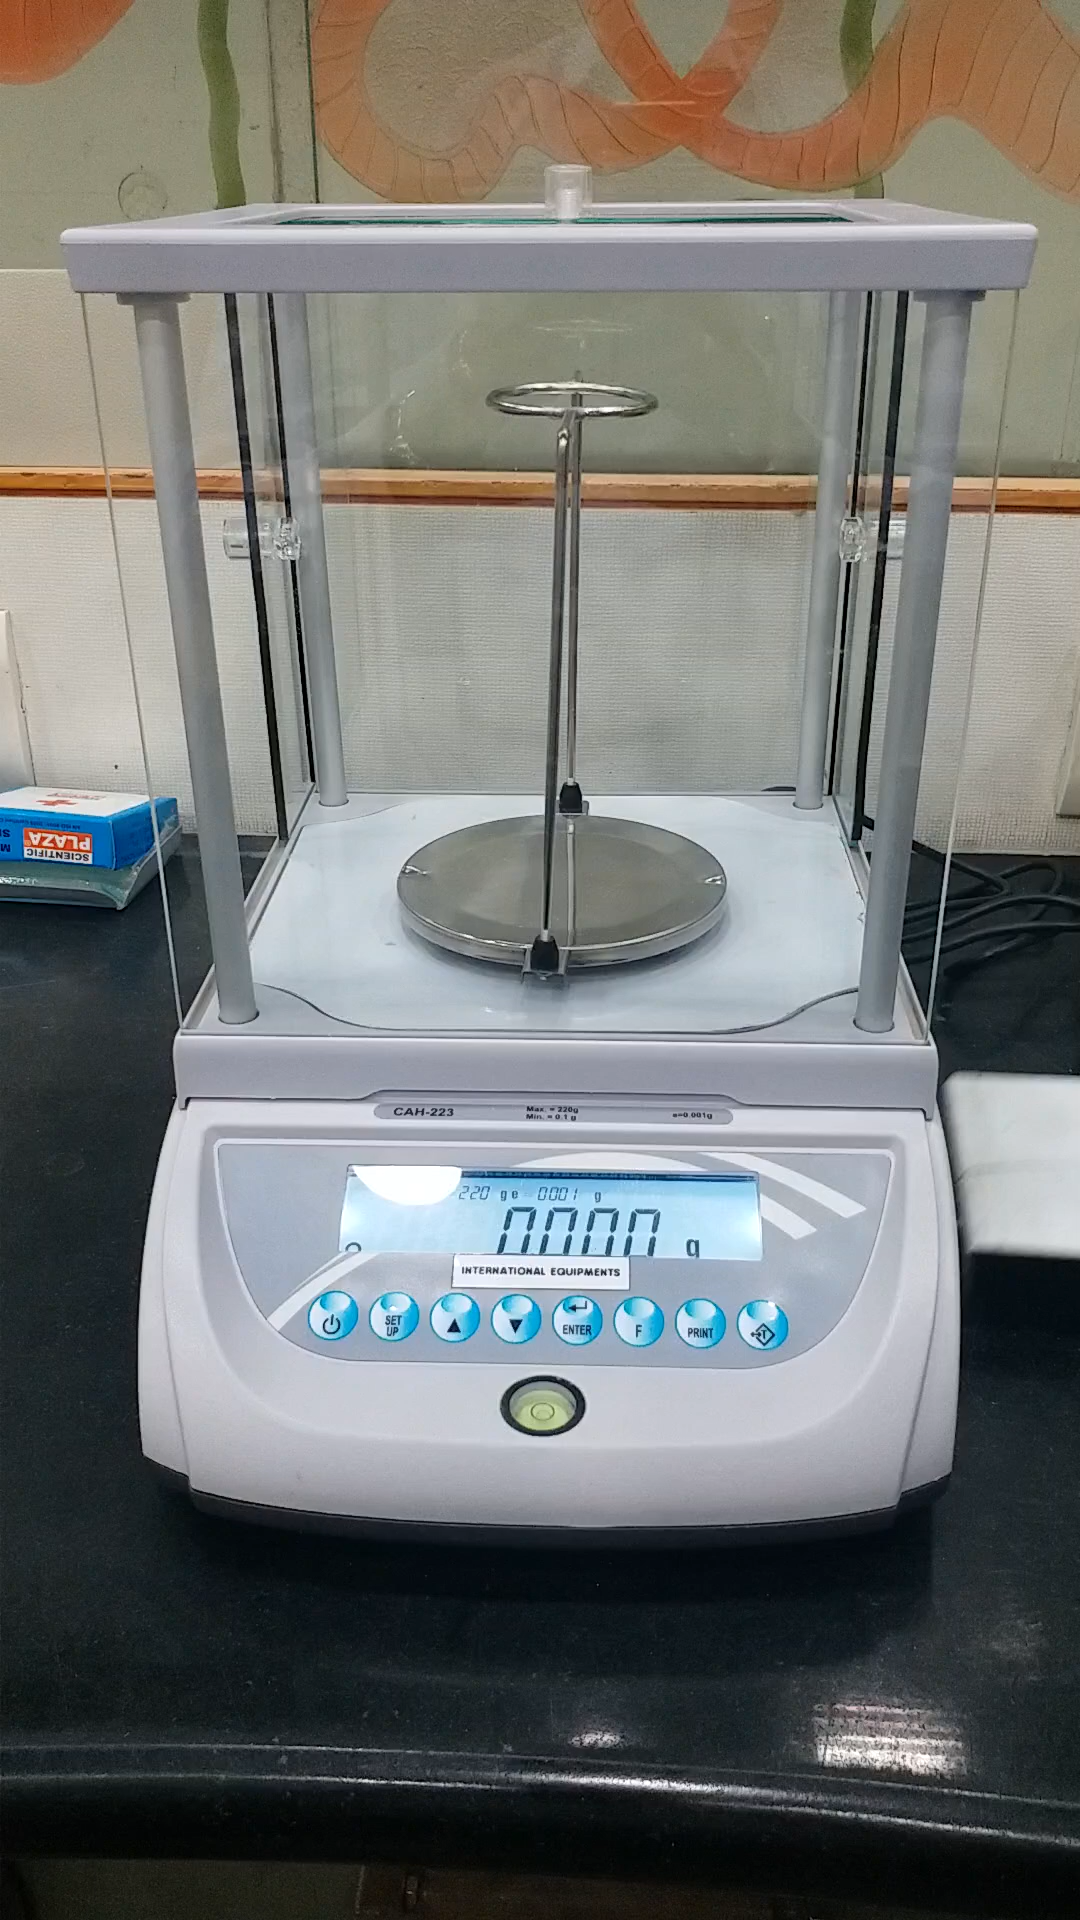 SCIENTIFIC
PLAZA
CAH-223
Max. = 220g
Min. = 0.1 g
e=0.001g
220 g e 0.001 g
0.000 g
INTERNATIONAL EQUIPMENTS
SET UP
ENTER
F
PRINT
T